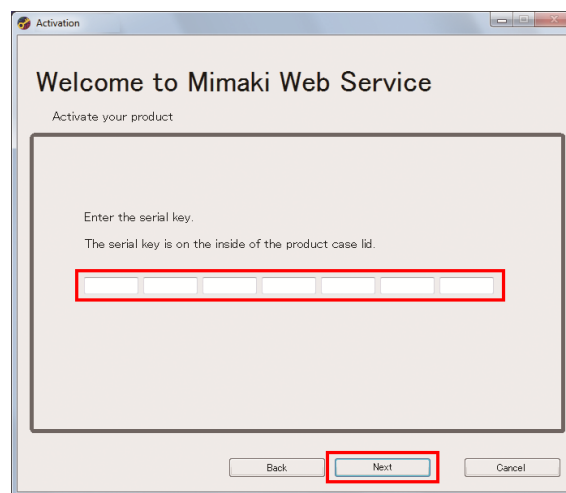 Activation
Welcome to Mimaki Web Service
Activate your product
Enter the serial key.
The serial key is on the inside of the product case lid.
Back Next Cancel